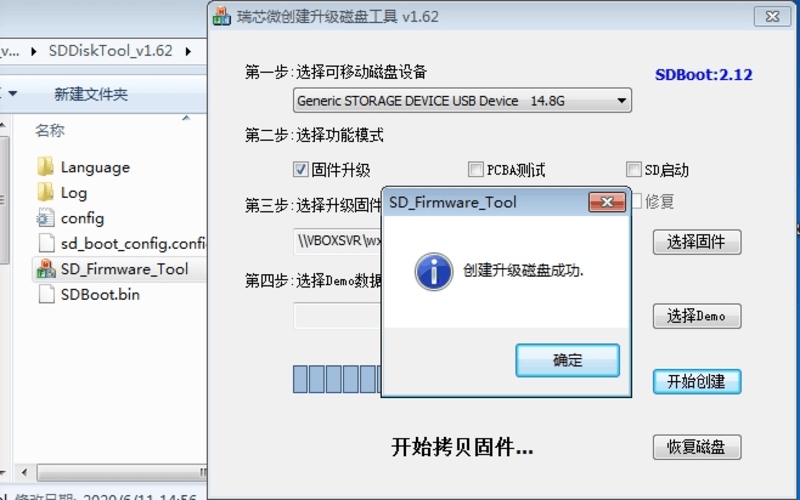 瑞芯微创建升级磁盘工具 v1.62
SDDiskTool_v1.62
新建文件夹
名称
Language
Log
config
sd_boot_config.config
SD_Firmware_Tool
SDBoot.bin
第一步:选择可移动磁盘设备
SDBoot:2.12
Generic STORAGE DEVICE USB Device 14.8G
第二步:选择功能模式
固件升级
PCBA测试
SD启动
第三步:选择升级固件
修复
\\VBOXSVR\wx
选择固件
第四步:选择Demo数据
选择Demo
SD_Firmware_Tool
创建升级磁盘成功.
确定
开始创建
开始拷贝固件...
恢复磁盘
修改日期: 2020/6/11 14:56